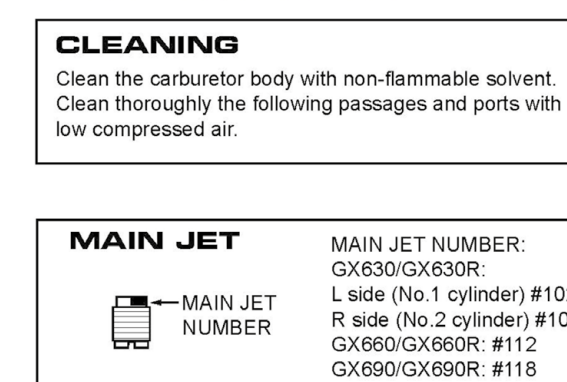 CLEANING
Clean the carburetor body with non-flammable solvent.
Clean thoroughly the following passages and ports with
low compressed air.
MAIN JET
MAIN JET
NUMBER
MAIN JET NUMBER:
GX630/GX630R:
L side (No.1 cylinder)
R side (No.2 cylinder)
GX660/GX660R: #112
GX690/GX690R: #118